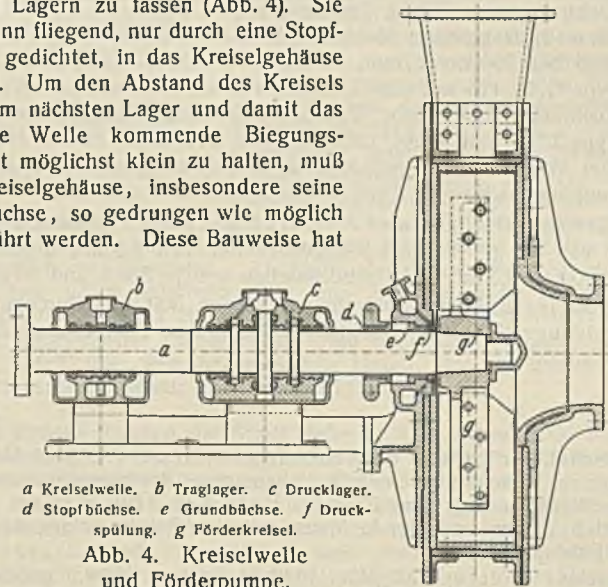 Lagern zu fassen (Abb. 4). Sie
nn fliegend, nur durch eine Stopf-
gedichtet, in das Kreiselgehäuse
. Um den Abstand des Kreisels
m nächsten Lager und damit das
e Welle kommende Biegungs-
t möglichst klein zu halten, muß
eiselgehäuse, insbesondere seine
üchse, so gedrungen wie möglich
ührt werden. Diese Bauweise hat
b
c
d
a
e
f
g
g
a Kreiselwelle. b Traglager. c Drucklager.
d Stopfbüchse. e Grundbüchse. f Druck-
spülung. g Förderkreisel.
Abb. 4. Kreiselwelle
und Förderpumpe.